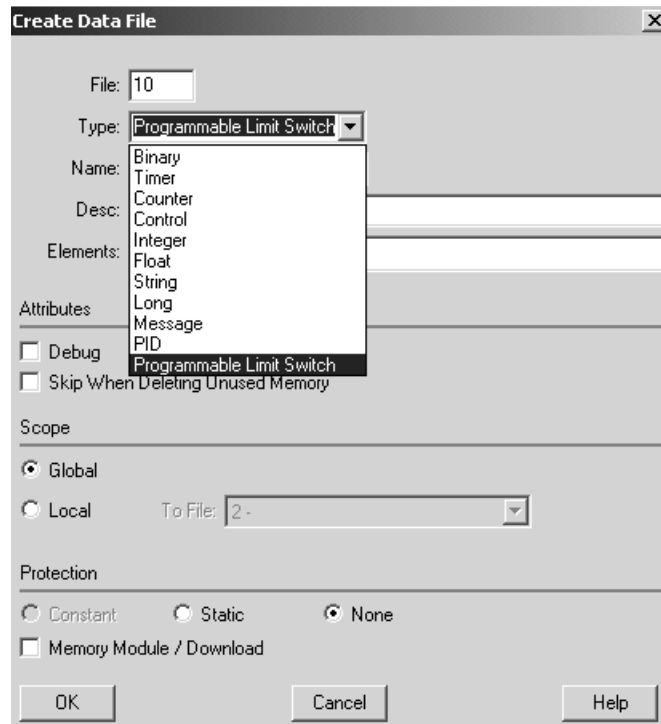 Create Data File
File: 10
Type: Programmable Limit Switch
Binary
Timer
Name:
Counter
Desc:
Control
Integer
Elements:
Float
String
Long
Attributes
Message
PID
Debug
Programmable Limit Switch
Skip When Deleting Unused Memory
Scope
Global
Local To File: 2 -
Protection
Constant Static None
Memory Module / Download
OK Cancel Help